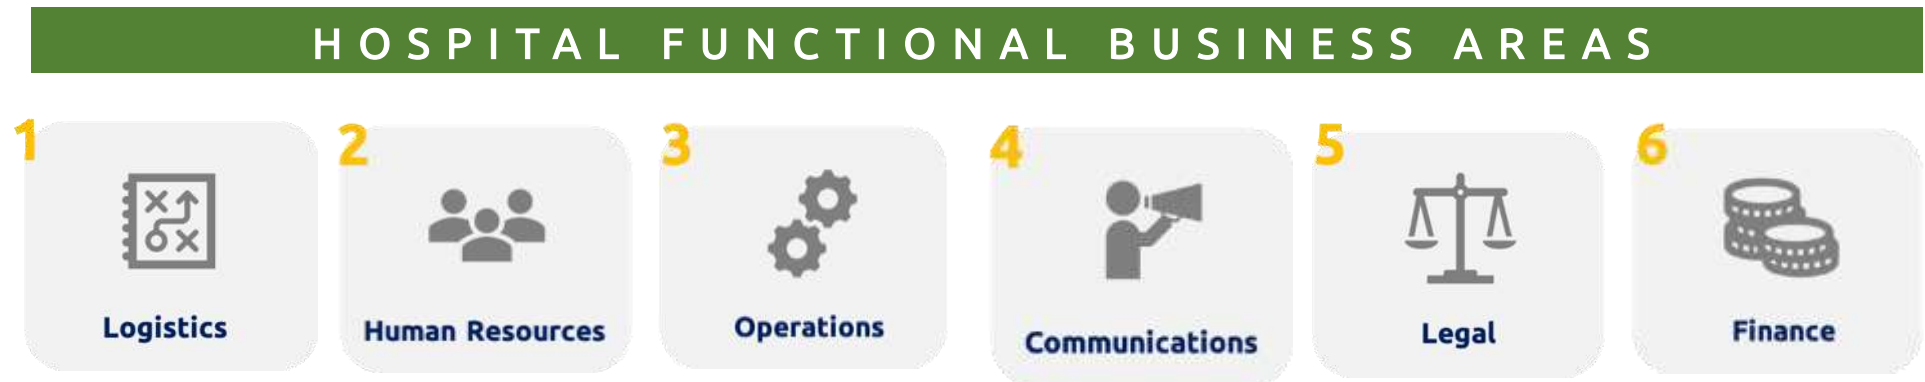 HOSPITAL FUNCTIONAL BUSINESS AREAS
1
Logistics
2
Human Resources
3
Operations
4
Communications
5
Legal
6
Finance